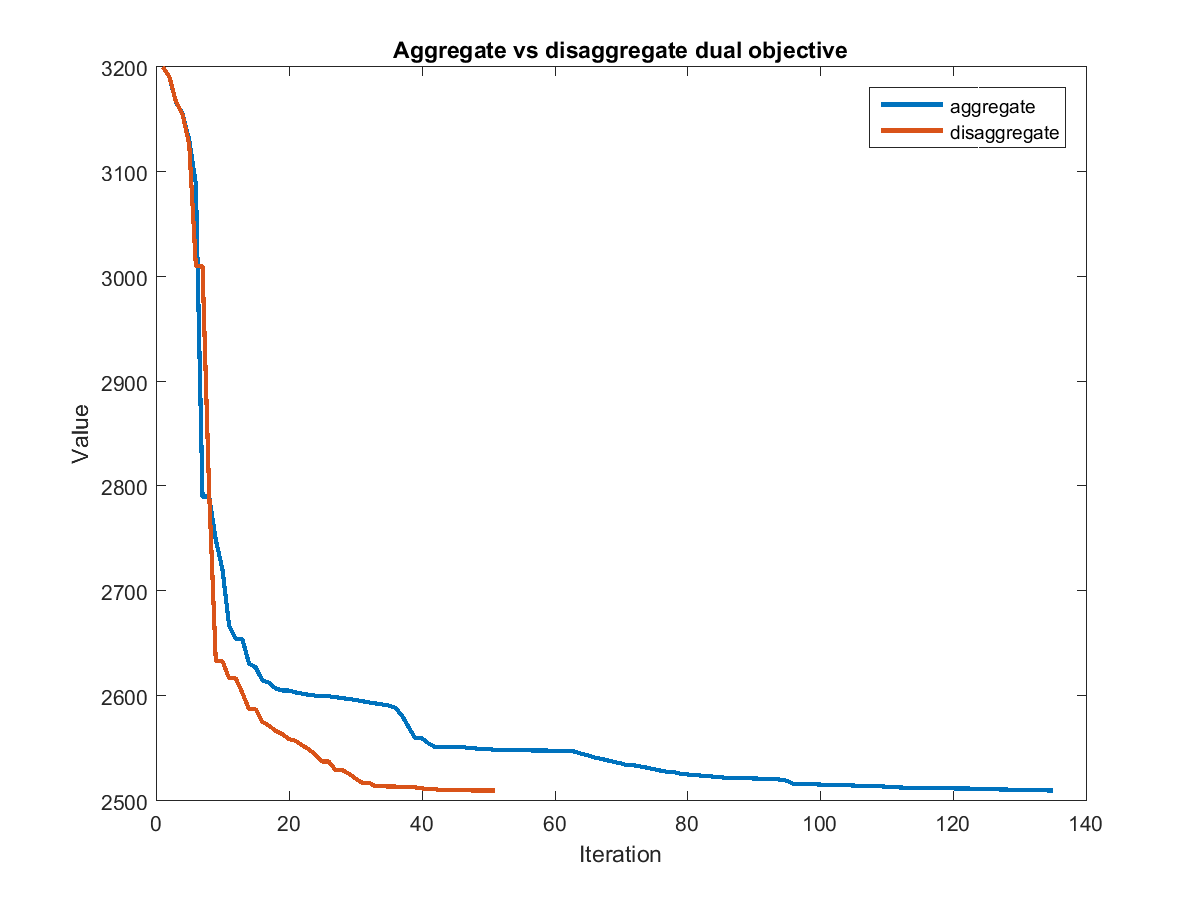 Aggregate vs disaggregate dual objective
3200
3100
3000
2900
2800
2700
2600
2500
Value
aggregate
disaggregate
0 20 40 60 80 100 120 140
Iteration